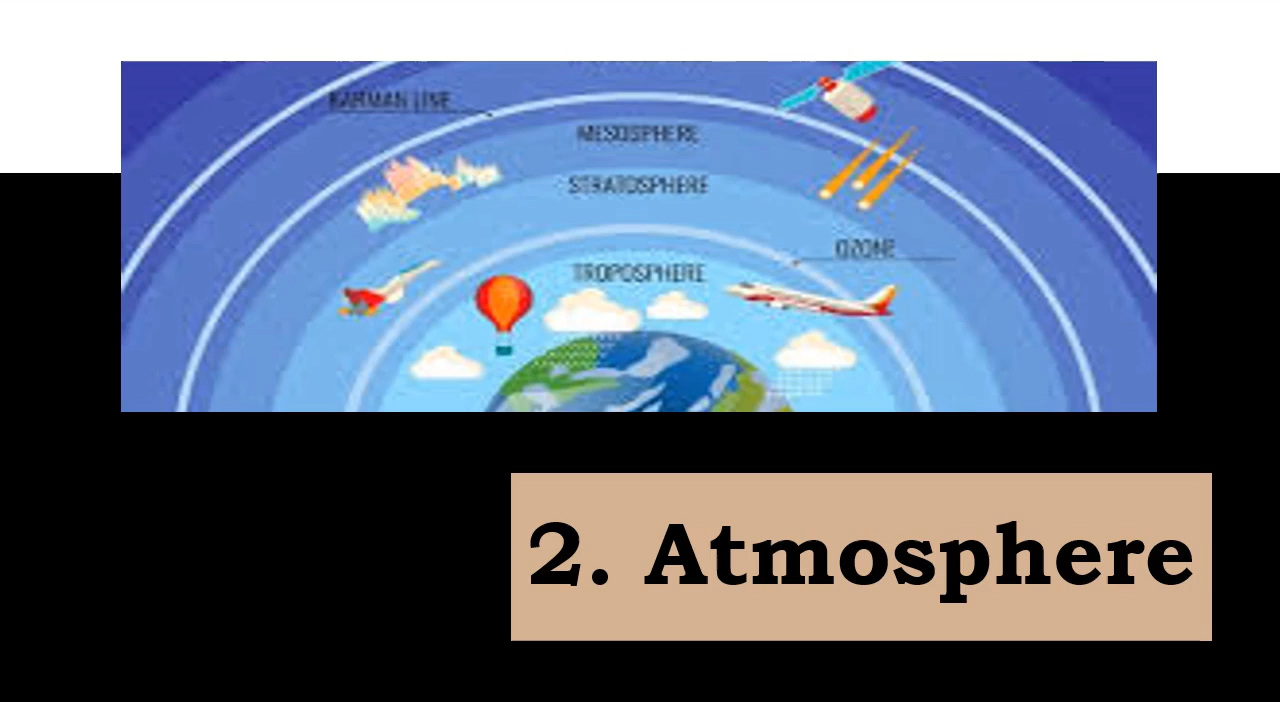 KARMAN LINE
MESOSPHERE
STRATOSPHERE
OZONE
TROPOSPHERE
2. Atmosphere